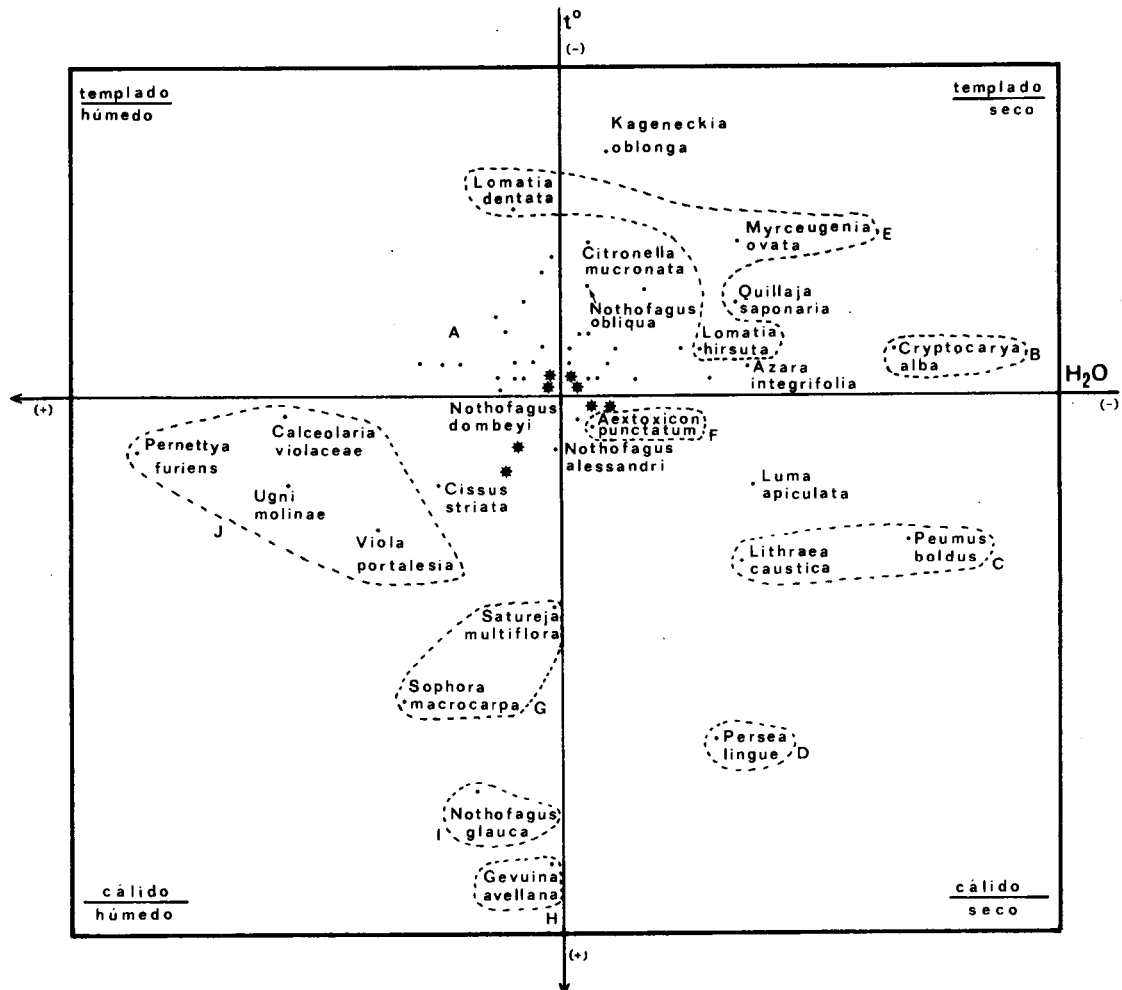 t°
(-)
templado
húmedo
templado
seco
Kageneckia
oblonga
Lomatia
dentata
Myrceugenia
ovata
E
Citronella
mucronata
Quillaja
saponaria
Nothofagus
obliqua
A
Lomatia
hirsuta
Cryptocarya
alba
B
Azara
integrifolia
H₂O
(+)
(-)
Nothofagus
dombeyi
Aextoxicon
punctatum
F
Calceolaria
violaceae
Pernettya
furiens
Nothofagus
alessandri
Ugni
molinae
Cissus
striata
Luma
apiculata
J
Viola
portalesia
Lithraea
caustica
Peumus
boldus
C
Satureja
multiflora
Sophora
macrocarpa
G
Persea
lingue
D
Nothofagus
glauca
I
Gevuina
avellana
H
cálido
húmedo
cálido
seco
(+)